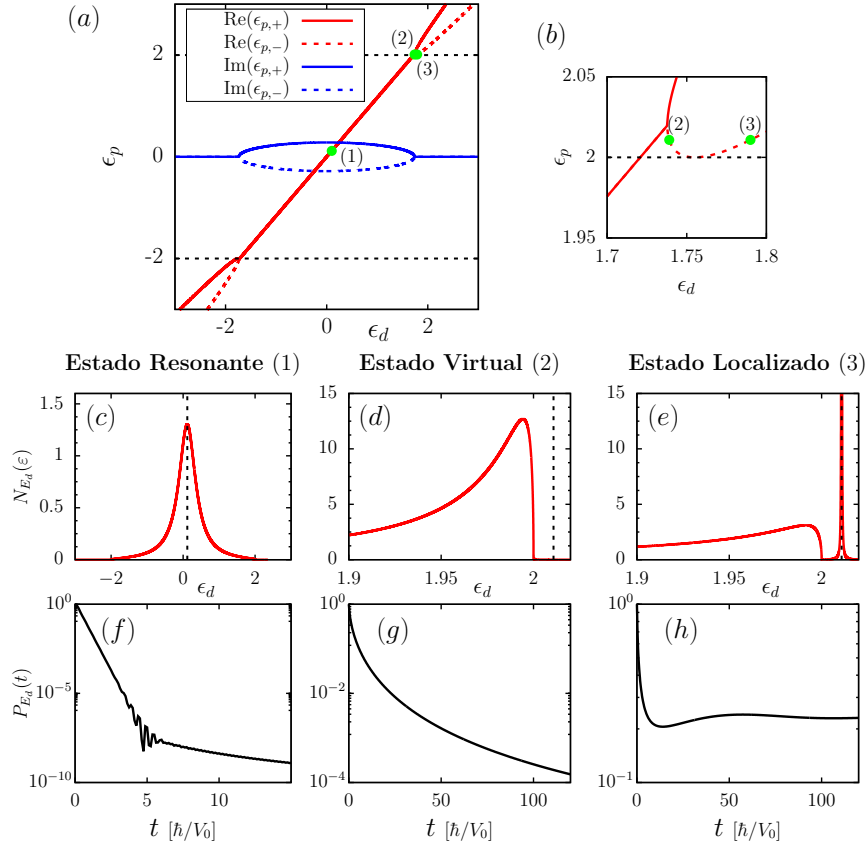 (a)
Re(ϵp,+)
Re(ϵp,−)
Im(ϵp,+)
Im(ϵp,−)
ϵp
2
0
-2
-2 0 2
ϵd
(1)
(2)
(3)
(b)
ϵp
2.05
2
1.95
1.7 1.75 1.8
ϵd
(2)
(3)
Estado Resonante (1)
(c)
N_Ed(ε)
1.5
1
0.5
0
−2 0 2
ϵd
Estado Virtual (2)
(d)
15
10
5
0
1.9 1.95 2
ϵd
Estado Localizado (3)
(e)
15
10
5
0
1.9 1.95 2
ϵd
(f)
P_Ed(t)
10^0
10^−5
10^−10
0 5 10
t [ħ/V0]
(g)
10^0
10^−2
10^−4
0 50 100
t [ħ/V0]
(h)
10^0
10^−1
0 50 100
t [ħ/V0]